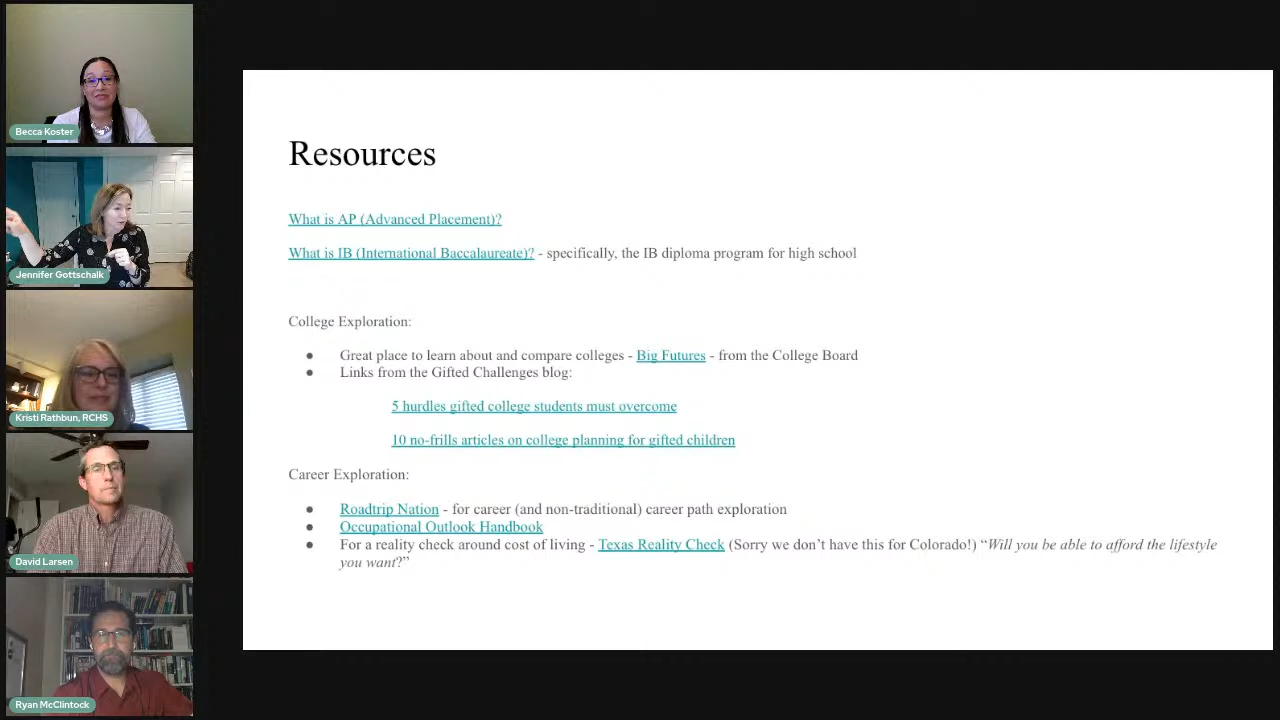 Becca Koster
Jennifer Gottschalk
Kristi Rathbun, RCHS
David Larsen
Ryan McClintock
Resources
What is AP (Advanced Placement)?
What is IB (International Baccalaureate)? - specifically, the IB diploma program for high school
College Exploration:
● Great place to learn about and compare colleges - Big Futures - from the College Board
● Links from the Gifted Challenges blog:
5 hurdles gifted college students must overcome
10 no-frills articles on college planning for gifted children
Career Exploration:
● Roadtrip Nation - for career (and non-traditional) career path exploration
● Occupational Outlook Handbook
● For a reality check around cost of living - Texas Reality Check (Sorry we don’t have this for Colorado!) “Will you be able to afford the lifestyle
you want?”